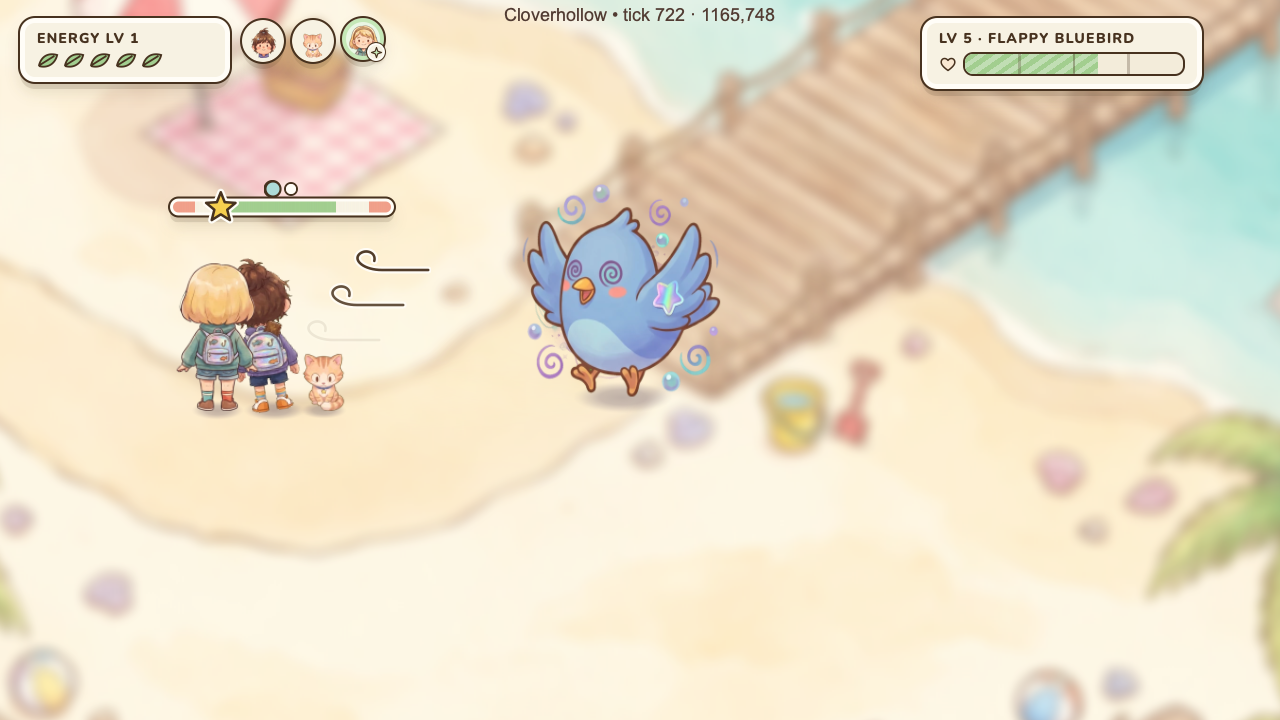 Cloverhollow • tick 722 · 1165,748
ENERGY LV 1
LV 5 · FLAPPY BLUEBIRD